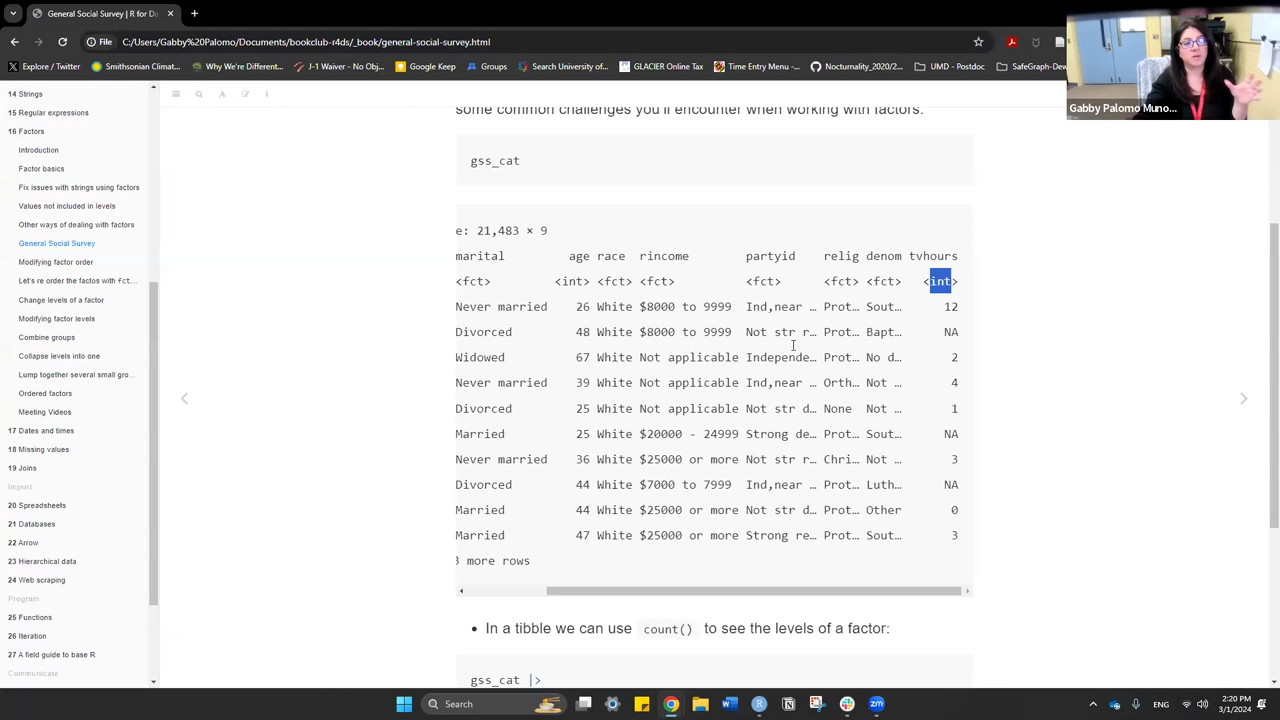 General Social Survey | R for Da
File
C:/Users/Gabby%20Palomo/Documents/bookclub-r4ds/_book/general-social-survey.html
Explore / Twitter
Smithsonian Climat...
J-1 Waiver - No Obj...
Google Keep
Search University of...
GLACIER Option Tax
Time Entry Menu -...
Nocturnality_2020/2...
UMD - Postdoc
SafeGraph-DeweyD...
Gabby Palomo Muno...
14 Strings
15 Regular expressions
16 Factors
Introduction
Factor basics
Fix issues with strings using factors
Values not included in levels
Other ways of dealing with factors
General Social Survey
Modifying factor order
Let's re order the factos with fct...
Change levels of a factor
Modifying factor levels
Combine groups
Collapse levels into one
Lump together several small gro...
Ordered factors
Meeting Videos
17 Dates and times
18 Missing values
19 Joins
Import
20 Spreadsheets
21 Databases
22 Arrow
23 Hierarchical data
24 Web scraping
Program
25 Functions
26 Iteration
27 A field guide to base R
Communicate
some common challenges you'll encounter when working with factors.
gss_cat
e: 21,483 × 9
marital age race rincome partyid relig denom tvhours
<fct> <int> <fct> <fct> <fct> <fct> <fct> <int>
Never married 26 White $8000 to 9999 Ind,near … Prot… Sout… 12
Divorced 48 White $8000 to 9999 Not str r… Prot… Bapt… NA
Widowed 67 White Not applicable Independe… Prot… No d… 2
Never married 39 White Not applicable Ind,near … Orth… Not … 4
Divorced 25 White Not applicable Not str d… None Not … 1
Married 25 White $20000 - 24999 Strong de… Prot… Sout… NA
Never married 36 White $25000 or more Not str r… Chri… Not … 3
Divorced 44 White $7000 to 7999 Ind,near … Prot… Luth… NA
Married 44 White $25000 or more Not str d… Prot… Other 0
Married 47 White $25000 or more Strong re… Prot… Sout… 3
3 more rows
• In a tibble we can use count() to see the levels of a factor:
gss_cat |>
Search
2:20 PM
3/1/2024